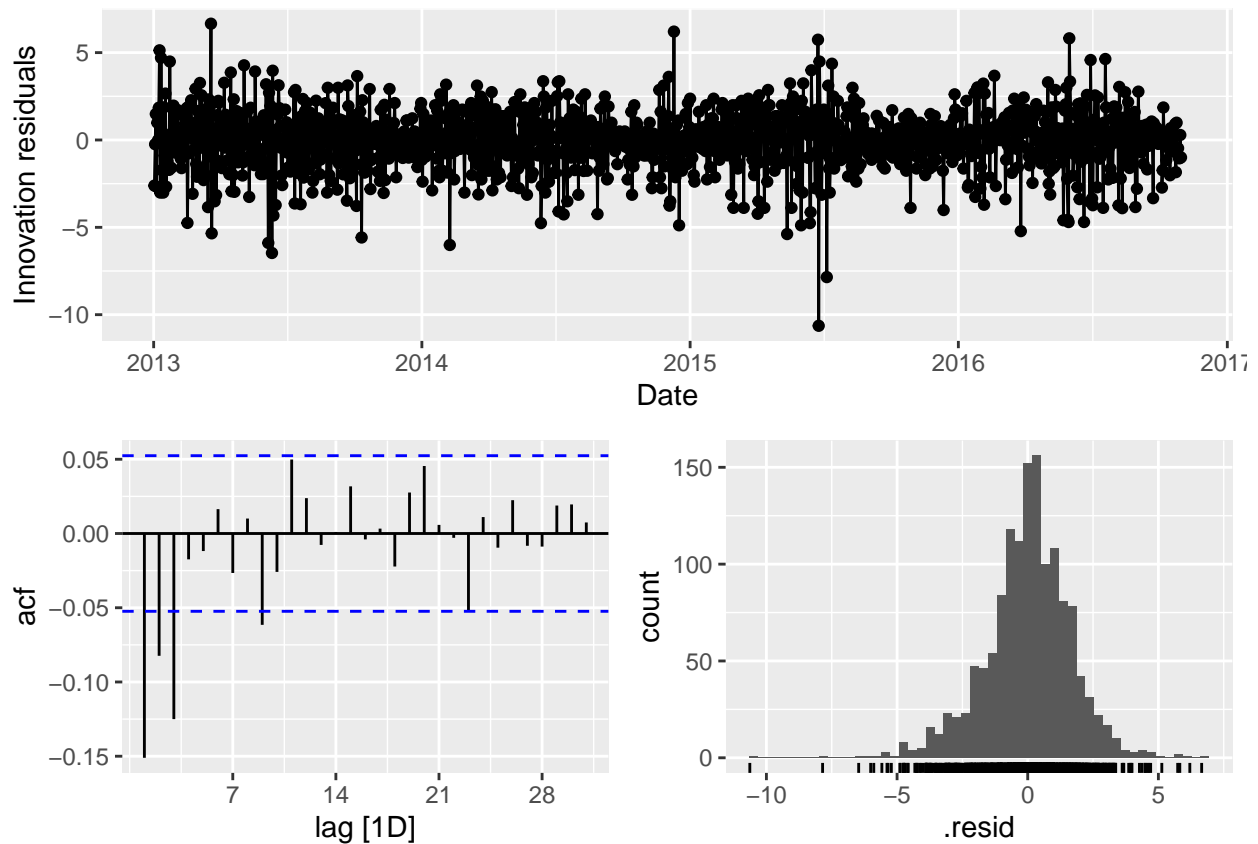 Innovation residuals
5
0
−5
−10
2013 2014 2015 2016 2017
Date
acf
0.05
0.00
−0.05
−0.10
−0.15
7 14 21 28
lag [1D]
count
150
100
50
0
−10 −5 0 5
.resid